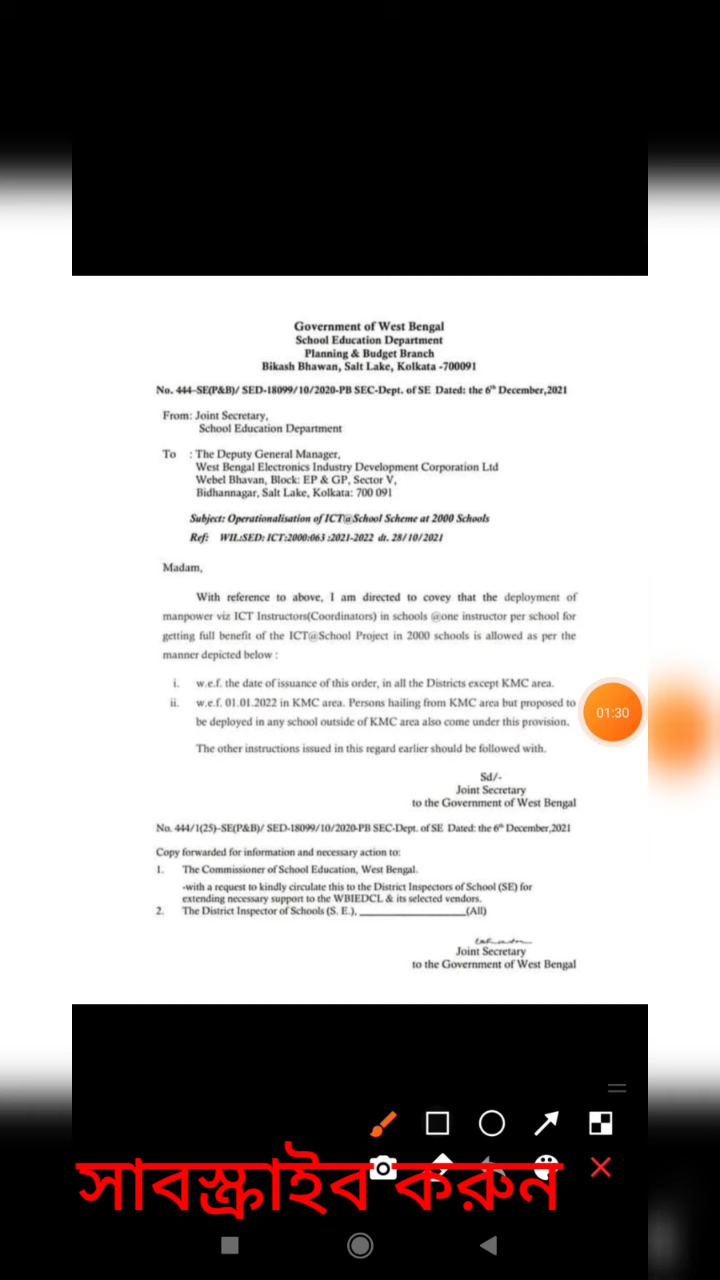 Government of West Bengal
School Education Department
Planning & Budget Branch
Bikash Bhawan, Salt Lake, Kolkata -700091
No. 444-SE(P&B)/ SED-18099/10/2020-PB SEC-Dept. of SE Dated: the 6th December,2021
From: Joint Secretary,
School Education Department
To : The Deputy General Manager,
West Bengal Electronics Industry Development Corporation Ltd
Webel Bhavan, Block: EP & GP, Sector V,
Bidhannagar, Salt Lake, Kolkata: 700 091
Subject: Operationalisation of ICT@School Scheme at 2000 Schools
Ref: WIL:SED: ICT:2000:063 :2021-2022 dt. 28/10/2021
Madam,
With reference to above, I am directed to covey that the deployment of
manpower viz ICT Instructors(Coordinators) in schools @one instructor per school for
getting full benefit of the ICT@School Project in 2000 schools is allowed as per the
manner depicted below :
i. w.e.f. the date of issuance of this order, in all the Districts except KMC area.
ii. w.e.f. 01.01.2022 in KMC area. Persons hailing from KMC area but proposed to
be deployed in any school outside of KMC area also come under this provision.
01:30
The other instructions issued in this regard earlier should be followed with.
Sd/-
Joint Secretary
to the Government of West Bengal
No. 444/1(25)-SE(P&B)/ SED-18099/10/2020-PB SEC-Dept. of SE Dated: the 6th December,2021
Copy forwarded for information and necessary action to:
1. The Commissioner of School Education, West Bengal.
-with a request to kindly circulate this to the District Inspectors of School (SE) for
extending necessary support to the WBIEDCL & its selected vendors.
2. The District Inspector of Schools (S. E.), ____________________(All)
Joint Secretary
to the Government of West Bengal
সাবস্ক্রাইব করুন